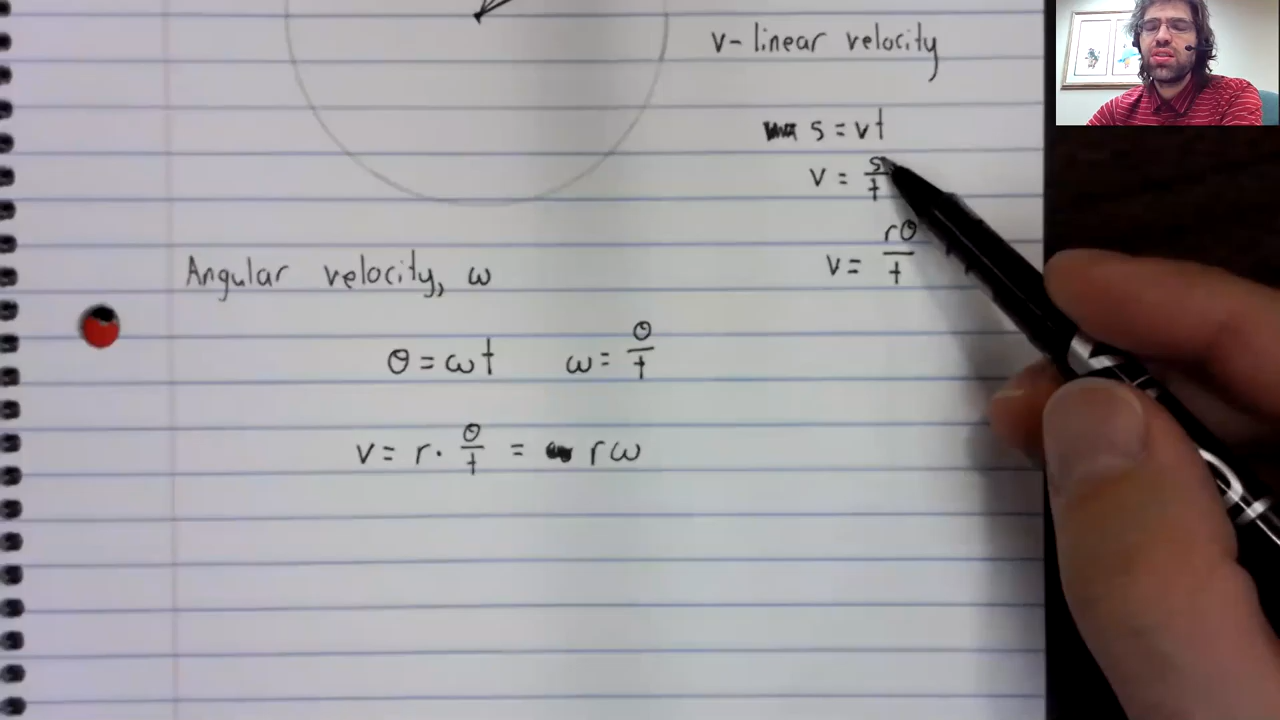 v - linear velocity
s = vt
v = s/t
v = rθ/t
Angular velocity, ω
θ = ωt ω = θ/t
v = r · θ/t = rω